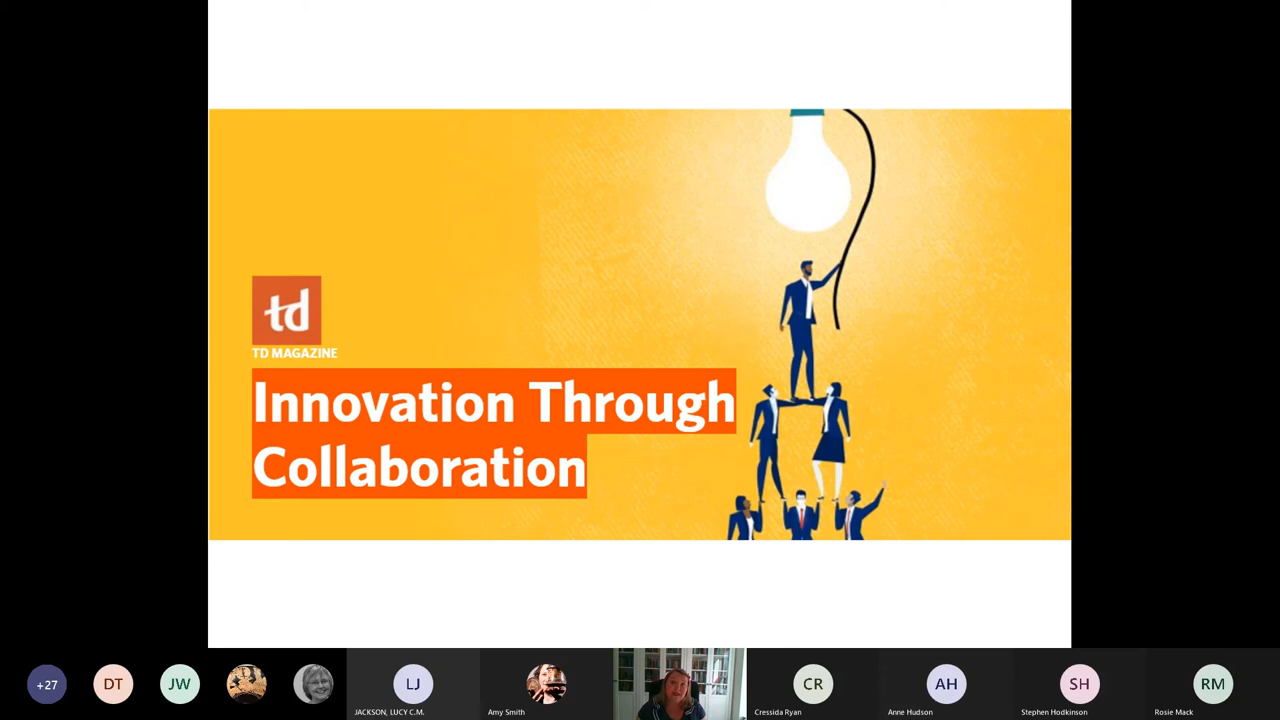 td
TD MAGAZINE
Innovation Through
Collaboration
+27
DT
JW
LJ
CR
AH
SH
RM
JACKSON, LUCY C.M.
Amy Smith
Cressida Ryan
Anne Hudson
Stephen Hodkinson
Rosie Mack